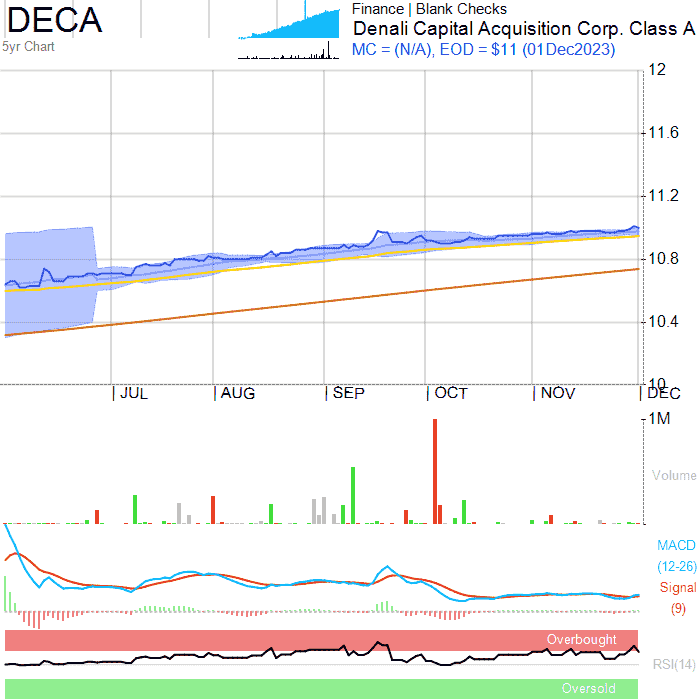 DECA
5yr Chart
Finance | Blank Checks
Denali Capital Acquisition Corp. Class A
MC = (N/A), EOD = $11 (01Dec2023)
12
11.6
11.2
10.8
10.4
10
JUL
AUG
SEP
OCT
NOV
DEC
1M
Volume
MACD
(12-26)
Signal
(9)
Overbought
RSI(14)
Oversold